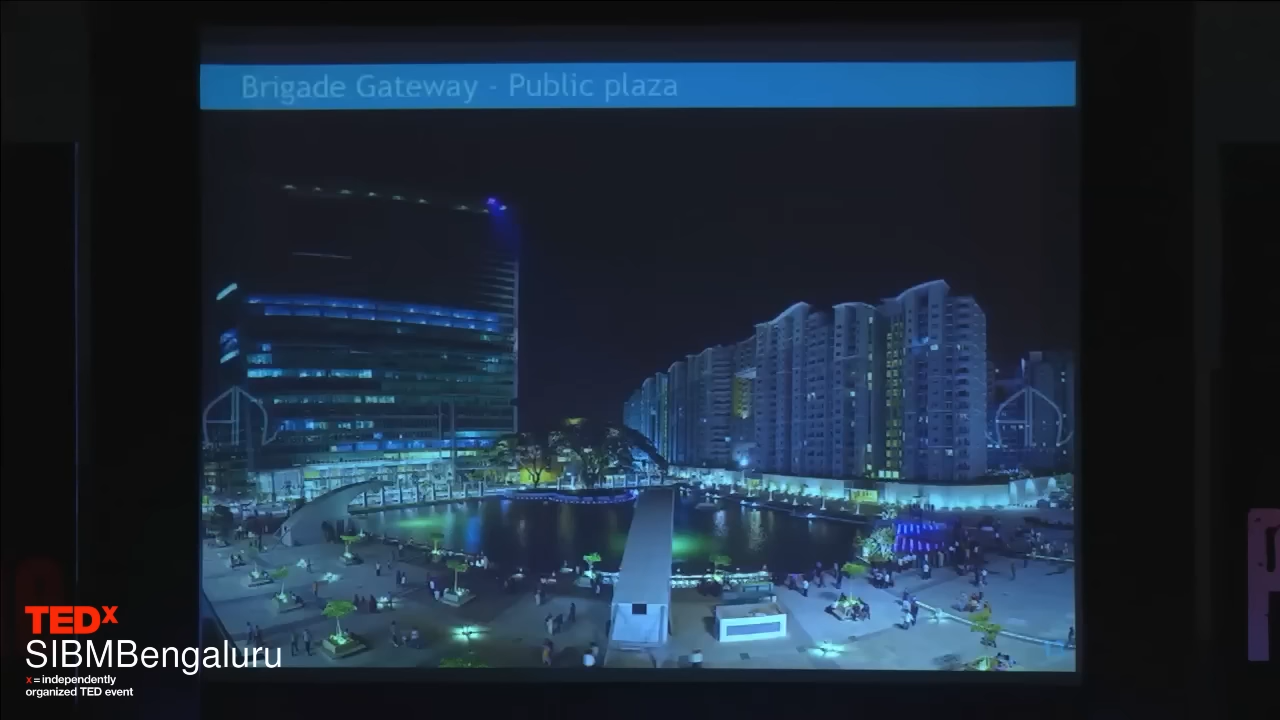 Brigade Gateway - Public plaza
TEDx
SIBMBengaluru
x = independently
organized TED event